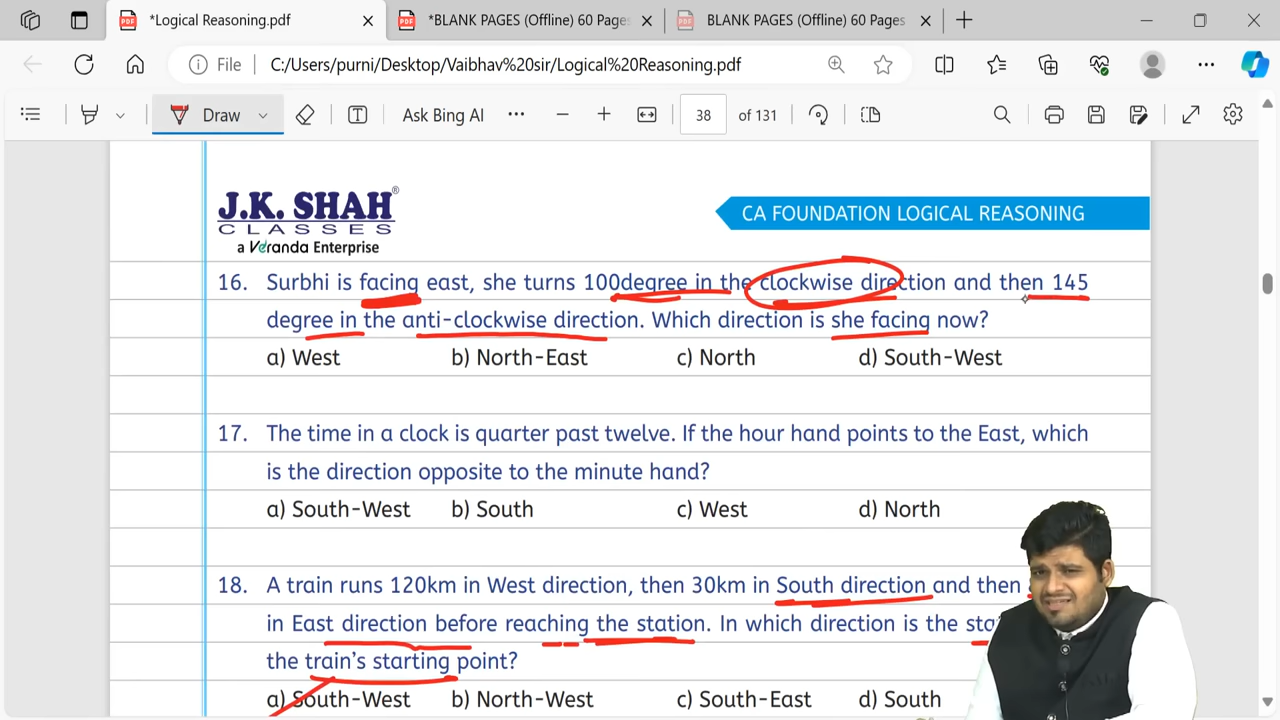 *Logical Reasoning.pdf
*BLANK PAGES (Offline) 60 Pages
BLANK PAGES (Offline) 60 Pages
File
C:/Users/purni/Desktop/Vaibhav%20sir/Logical%20Reasoning.pdf
Draw
Ask Bing AI
38 of 131
J.K. SHAH®
CLASSES
a Veranda Enterprise
CA FOUNDATION LOGICAL REASONING
16. Surbhi is facing east, she turns 100degree in the clockwise direction and then 145
degree in the anti-clockwise direction. Which direction is she facing now?
a) West b) North-East c) North d) South-West
17. The time in a clock is quarter past twelve. If the hour hand points to the East, which
is the direction opposite to the minute hand?
a) South-West b) South c) West d) North
18. A train runs 120km in West direction, then 30km in South direction and then
in East direction before reaching the station. In which direction is the
the train's starting point?
a) South-West b) North-West c) South-East d) South